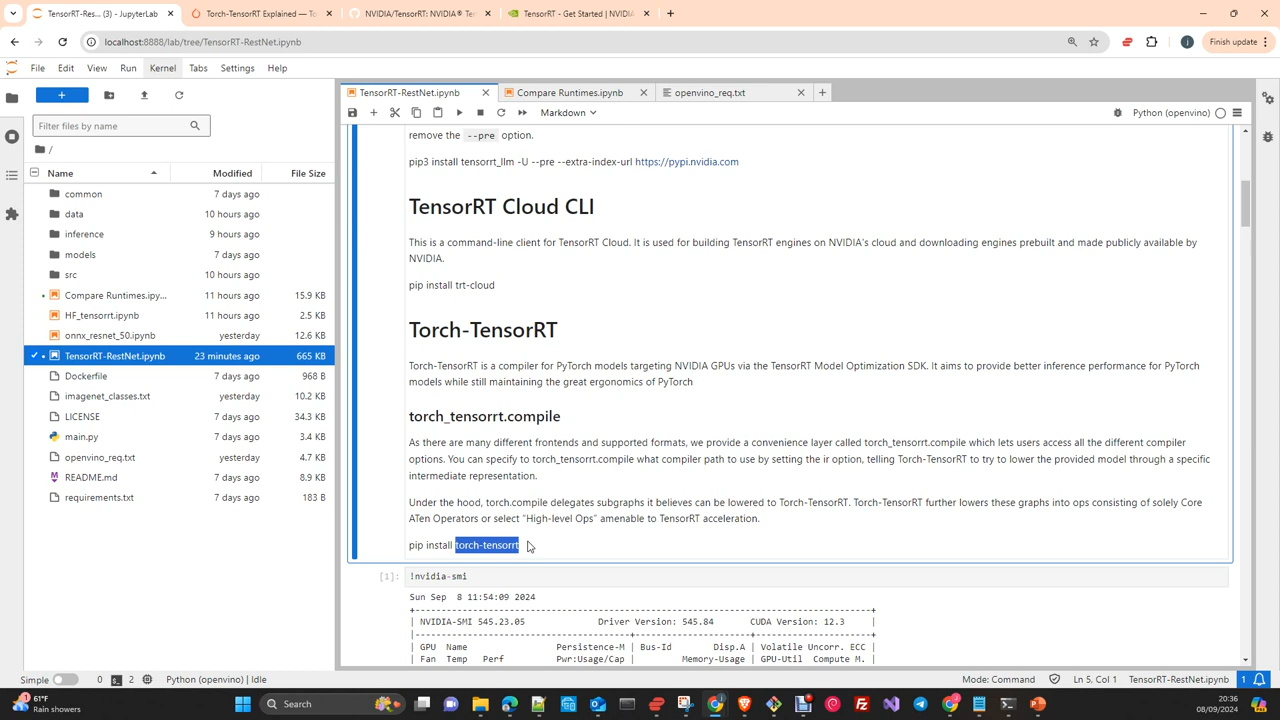 TensorRT-Res... (3) - JupyterLab
Torch-TensorRT Explained — To
NVIDIA/TensorRT: NVIDIA® Te
TensorRT - Get Started | NVIDIA
localhost:8888/lab/tree/TensorRT-RestNet.ipynb
Finish update
File Edit View Run Kernel Tabs Settings Help
TensorRT-RestNet.ipynb
Compare Runtimes.ipynb
openvino_req.txt
Markdown
Python (openvino)
Filter files by name
/
Name Modified File Size
common 7 days ago
data 10 hours ago
inference 9 hours ago
models 7 days ago
src 10 hours ago
Compare Runtimes.ipy... 11 hours ago 15.9 KB
HF_tensorrt.ipynb 11 hours ago 2.5 KB
onnx_resnet_50.ipynb yesterday 12.6 KB
TensorRT-RestNet.ipynb 23 minutes ago 665 KB
Dockerfile 7 days ago 968 B
imagenet_classes.txt yesterday 10.2 KB
LICENSE 7 days ago 34.3 KB
main.py 7 days ago 3.4 KB
openvino_req.txt yesterday 4.7 KB
README.md 7 days ago 8.9 KB
requirements.txt 7 days ago 183 B
remove the --pre option.
pip3 install tensorrt_llm -U --pre --extra-index-url https://pypi.nvidia.com
TensorRT Cloud CLI
This is a command-line client for TensorRT Cloud. It is used for building TensorRT engines on NVIDIA's cloud and downloading engines prebuilt and made publicly available by
NVIDIA.
pip install trt-cloud
Torch-TensorRT
Torch-TensorRT is a compiler for PyTorch models targeting NVIDIA GPUs via the TensorRT Model Optimization SDK. It aims to provide better inference performance for PyTorch
models while still maintaining the great ergonomics of PyTorch
torch_tensorrt.compile
As there are many different frontends and supported formats, we provide a convenience layer called torch_tensorrt.compile which lets users access all the different compiler
options. You can specify to torch_tensorrt.compile what compiler path to use by setting the ir option, telling Torch-TensorRT to try to lower the provided model through a specific
intermediate representation.
Under the hood, torch.compile delegates subgraphs it believes can be lowered to Torch-TensorRT. Torch-TensorRT further lowers these graphs into ops consisting of solely Core
ATen Operators or select “High-level Ops” amenable to TensorRT acceleration.
pip install torch-tensorrt
[1]: !nvidia-smi
Sun Sep  8 11:54:09 2024
| NVIDIA-SMI 545.23.05 Driver Version: 545.84 CUDA Version: 12.3 |
| GPU Name Persistence-M | Bus-Id Disp.A | Volatile Uncorr. ECC
| Fan Temp Perf Pwr:Usage/Cap | Memory-Usage | GPU-Util Compute M. |
Simple 0 2 Python (openvino) | Idle
Mode: Command Ln 5, Col 1 TensorRT-RestNet.ipynb 1
61°F
Rain showers
Search
20:36
08/09/2024